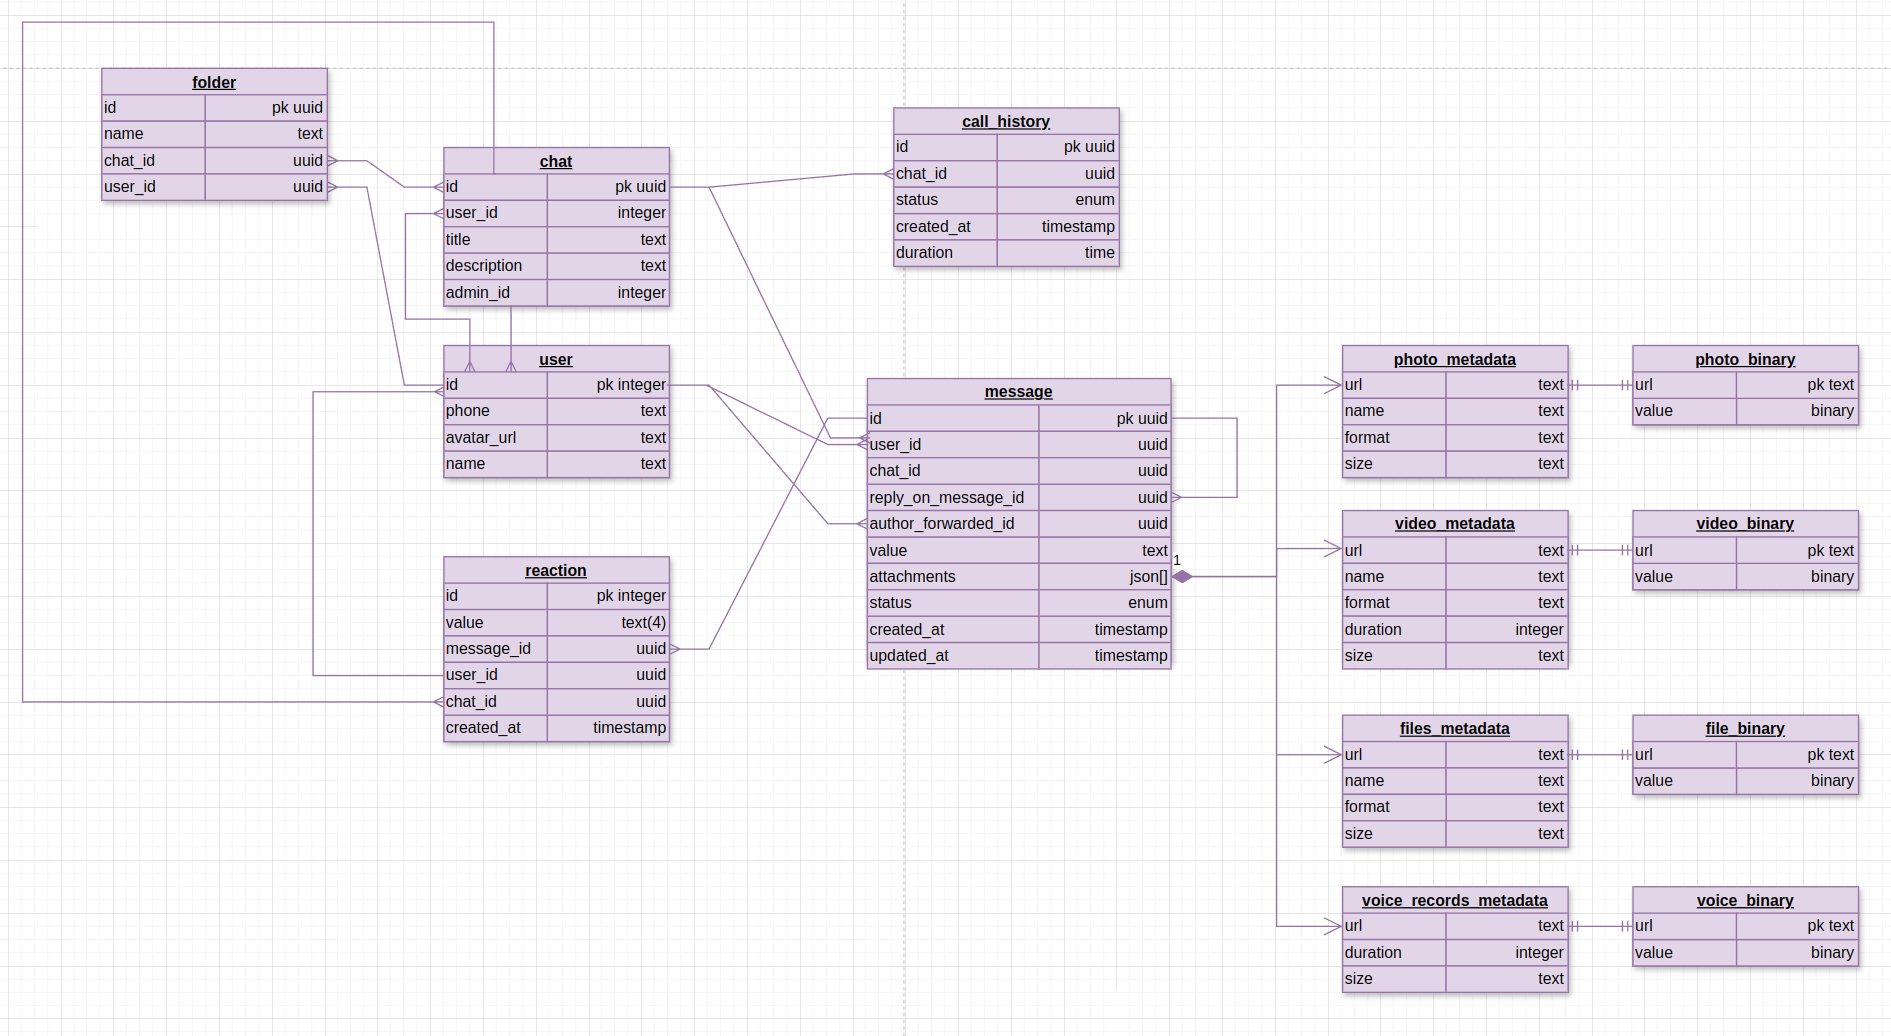 folder
id pk uuid
name text
chat_id uuid
user_id uuid
chat
id pk uuid
user_id integer
title text
description text
admin_id integer
user
id pk integer
phone text
avatar_url text
name text
reaction
id pk integer
value text(4)
message_id uuid
user_id uuid
chat_id uuid
created_at timestamp
call_history
id pk uuid
chat_id uuid
status enum
created_at timestamp
duration time
message
id pk uuid
user_id uuid
chat_id uuid
reply_on_message_id uuid
author_forwarded_id uuid
value text
attachments json[]
status enum
created_at timestamp
updated_at timestamp
1
photo_metadata
url text
name text
format text
size text
photo_binary
url pk text
value binary
video_metadata
url text
name text
format text
duration integer
size text
video_binary
url pk text
value binary
files_metadata
url text
name text
format text
size text
file_binary
url pk text
value binary
voice_records_metadata
url text
duration integer
size text
voice_binary
url pk text
value binary